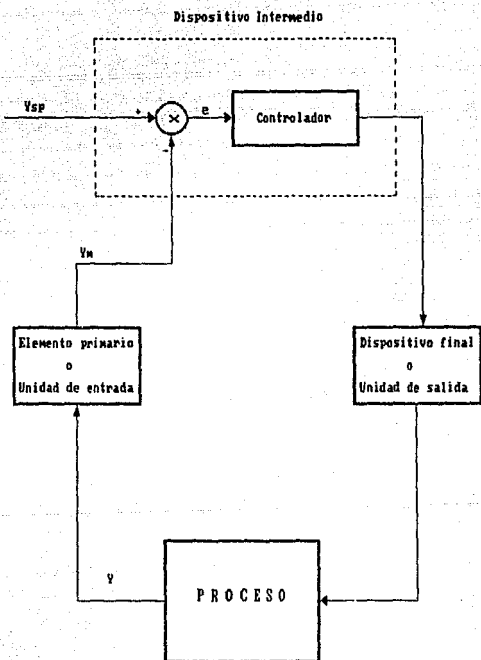 Dispositivo Intermedio
Ysp
+
e
Controlador
-
Ym
Elemento primario
o
Unidad de entrada
Dispositivo final
o
Unidad de salida
Y
PROCESO